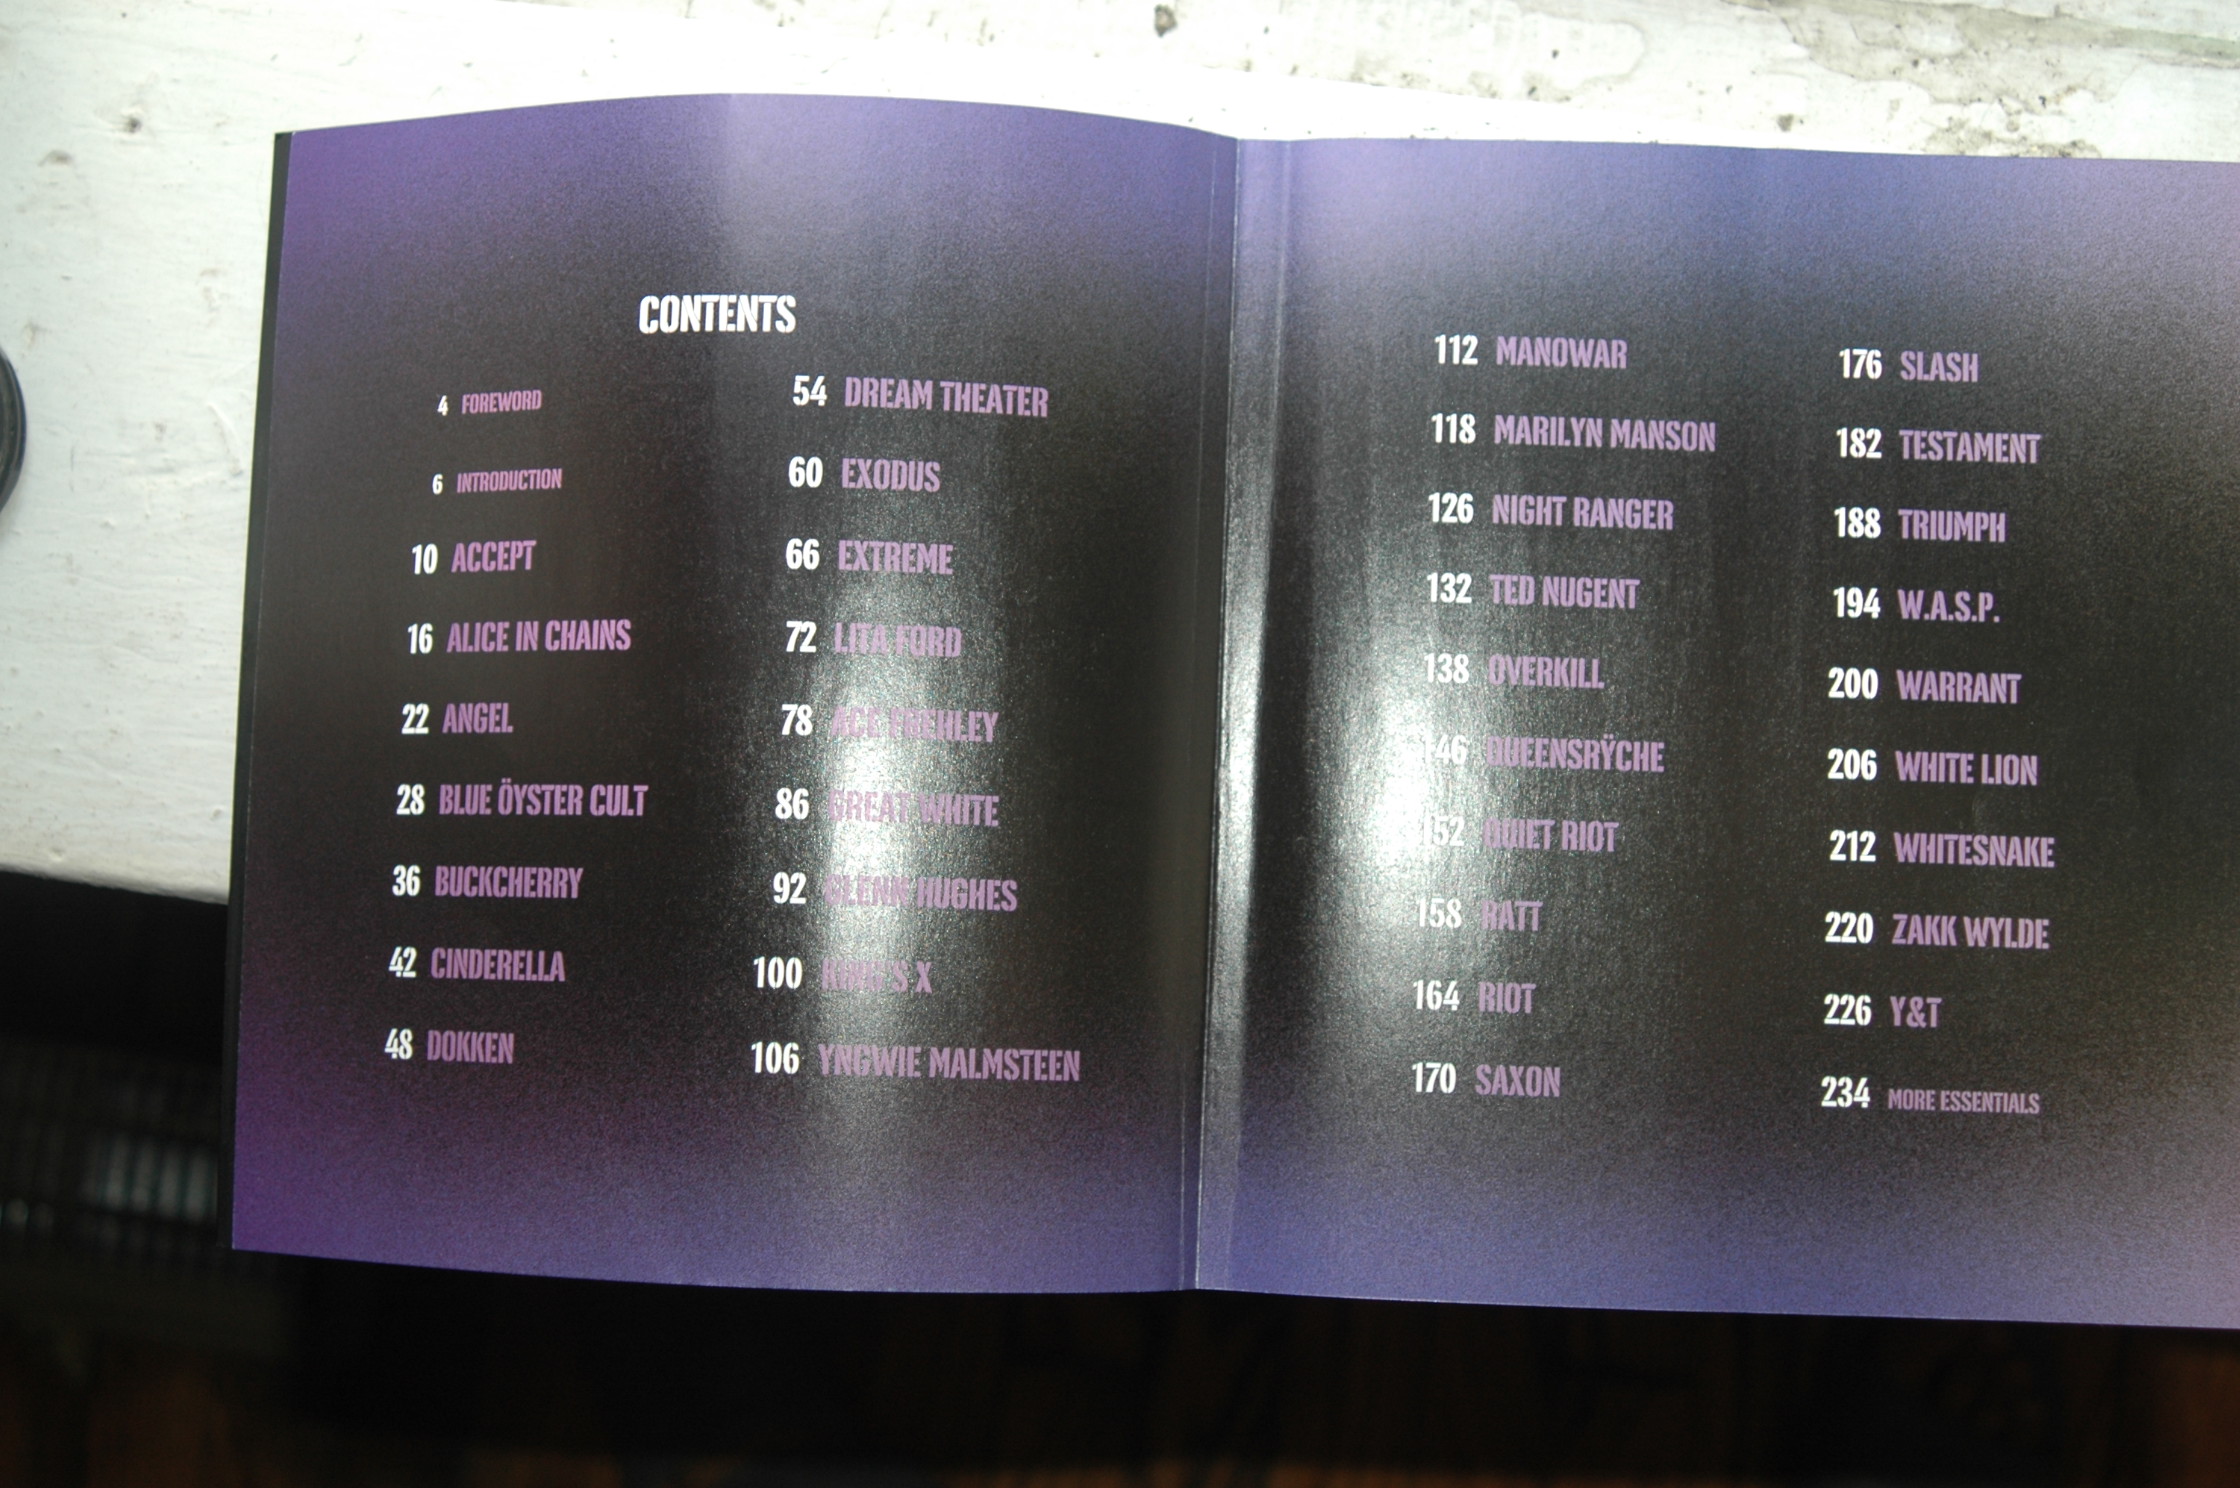 CONTENTS
4 FOREWORD
6 INTRODUCTION
10 ACCEPT
16 ALICE IN CHAINS
22 ANGEL
28 BLUE ÖYSTER CULT
36 BUCKCHERRY
42 CINDERELLA
48 DOKKEN
54 DREAM THEATER
60 EXODUS
66 EXTREME
72 LITA FORD
78 ACE FREHLEY
86 GREAT WHITE
92 GLENN HUGHES
100 KING'S X
106 YNGWIE MALMSTEEN
112 MANOWAR
118 MARILYN MANSON
126 NIGHT RANGER
132 TED NUGENT
138 OVERKILL
146 QUEENSRŸCHE
152 QUIET RIOT
158 RATT
164 RIOT
170 SAXON
176 SLASH
182 TESTAMENT
188 TRIUMPH
194 W.A.S.P.
200 WARRANT
206 WHITE LION
212 WHITESNAKE
220 ZAKK WYLDE
226 Y&T
234 MORE ESSENTIALS